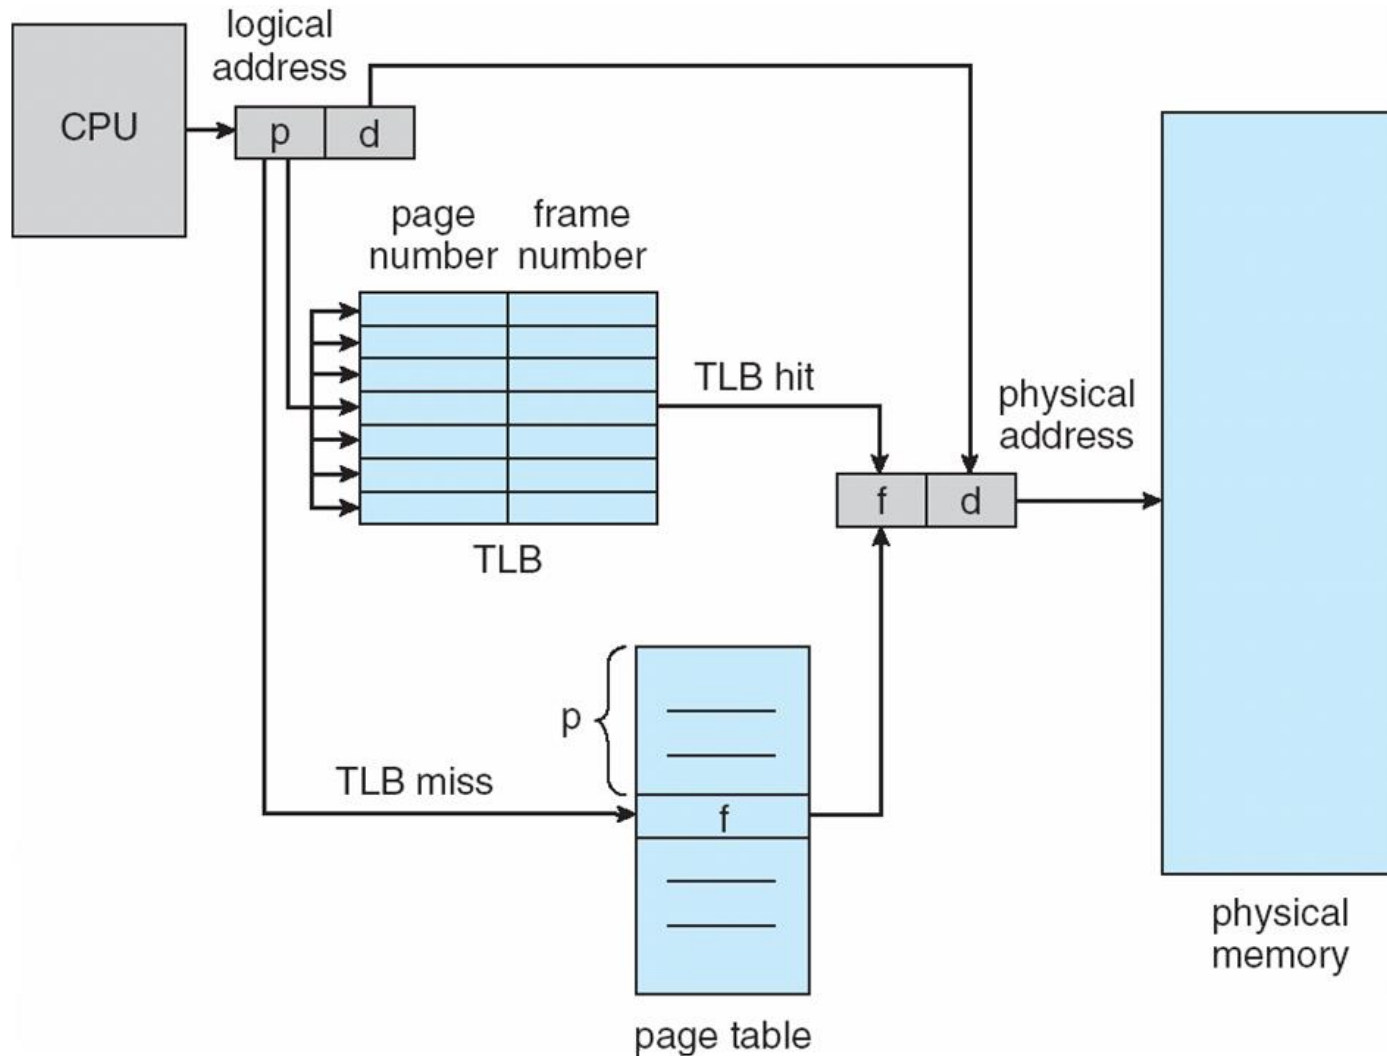 logical
address
CPU
p
d
page
number
frame
number
TLB hit
physical
address
f
d
TLB
p
TLB miss
f
physical
memory
page table